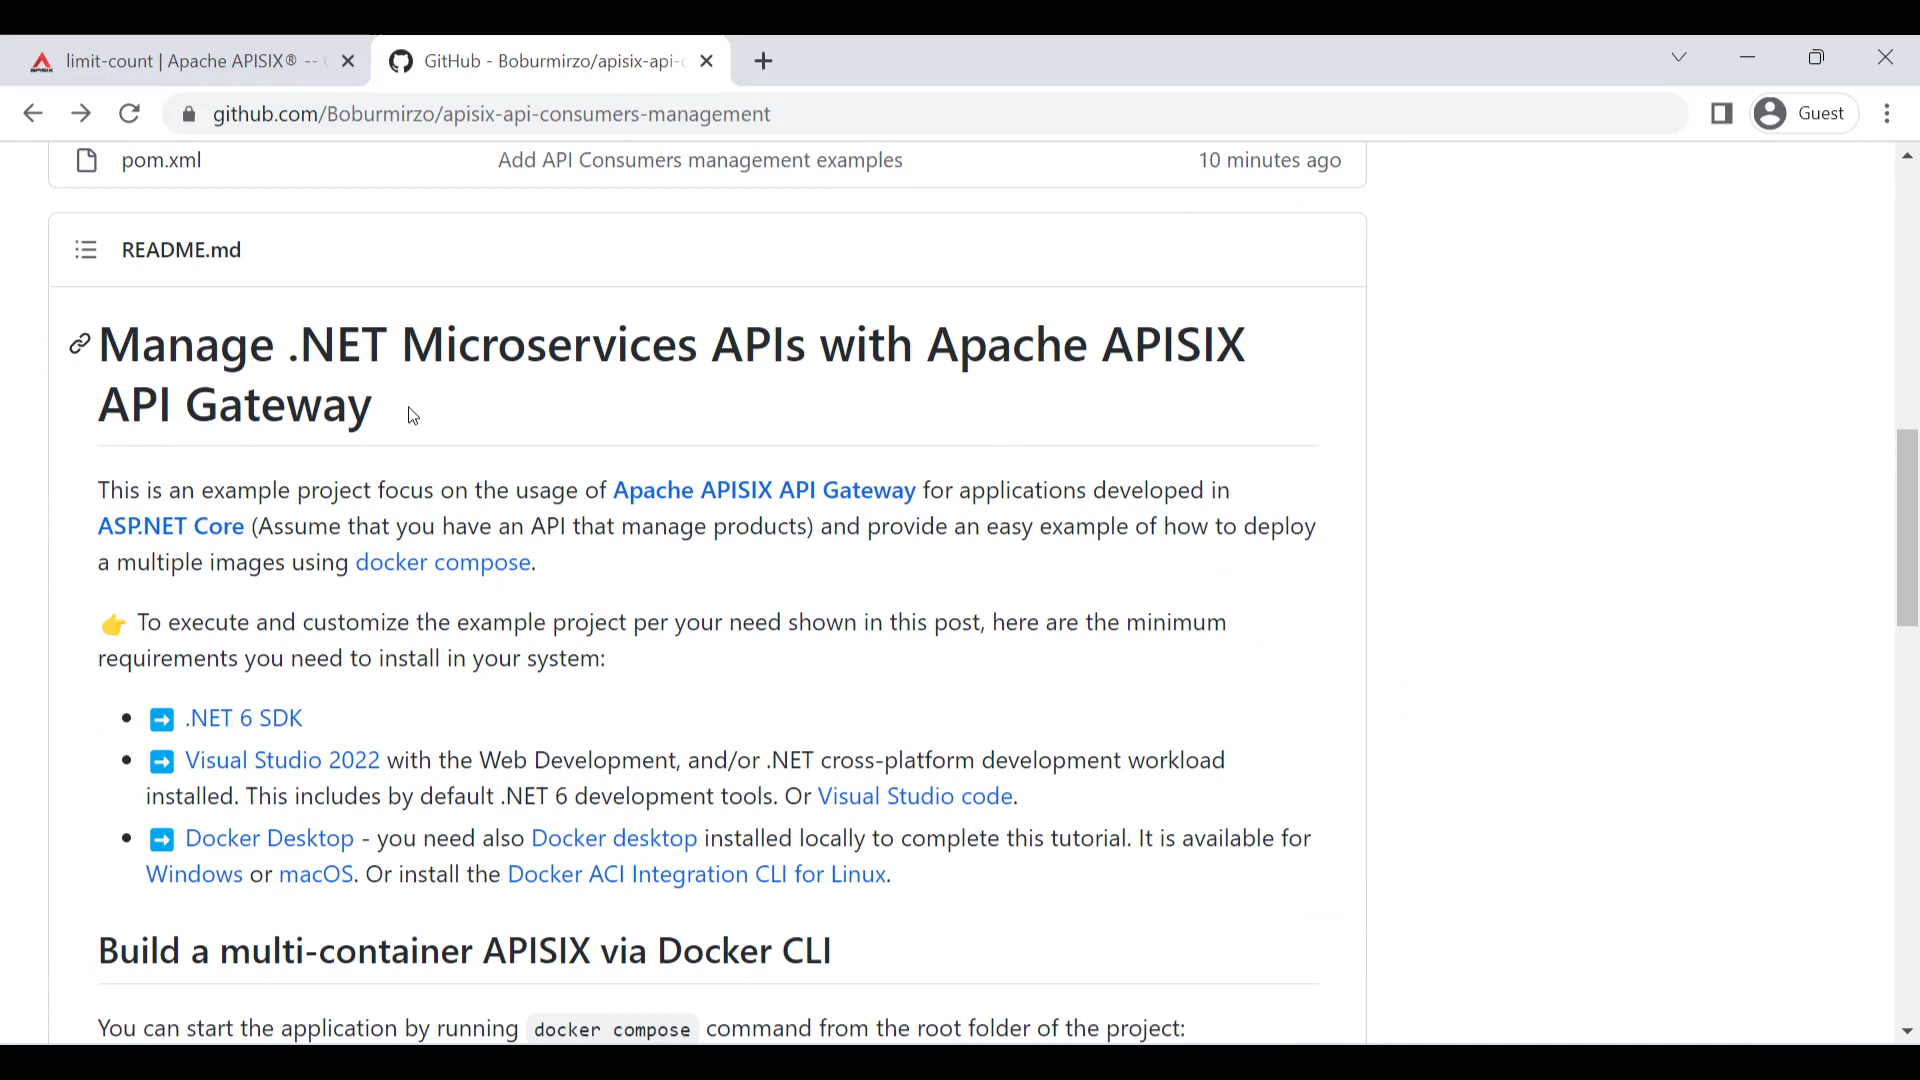 limit-count | Apache APISIX® --
GitHub - Boburmirzo/apisix-api-c
github.com/Boburmirzo/apisix-api-consumers-management
Guest
pom.xml Add API Consumers management examples 10 minutes ago
README.md
Manage .NET Microservices APIs with Apache APISIX
API Gateway
This is an example project focus on the usage of Apache APISIX API Gateway for applications developed in
ASP.NET Core (Assume that you have an API that manage products) and provide an easy example of how to deploy
a multiple images using docker compose.
👉 To execute and customize the example project per your need shown in this post, here are the minimum
requirements you need to install in your system:
• ➡ .NET 6 SDK
• ➡ Visual Studio 2022 with the Web Development, and/or .NET cross-platform development workload
installed. This includes by default .NET 6 development tools. Or Visual Studio code.
• ➡ Docker Desktop - you need also Docker desktop installed locally to complete this tutorial. It is available for
Windows or macOS. Or install the Docker ACI Integration CLI for Linux.
Build a multi-container APISIX via Docker CLI
You can start the application by running docker compose command from the root folder of the project: